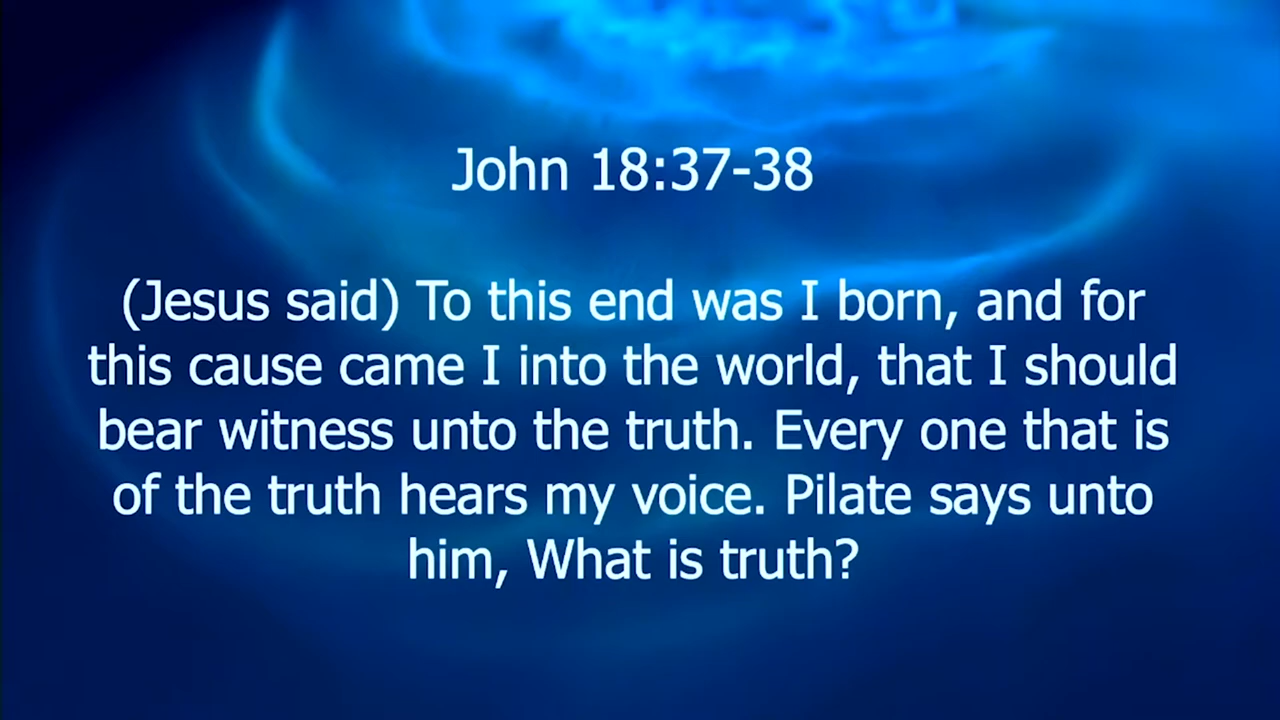 John 18:37-38
(Jesus said) To this end was I born, and for
this cause came I into the world, that I should
bear witness unto the truth. Every one that is
of the truth hears my voice. Pilate says unto
him, What is truth?